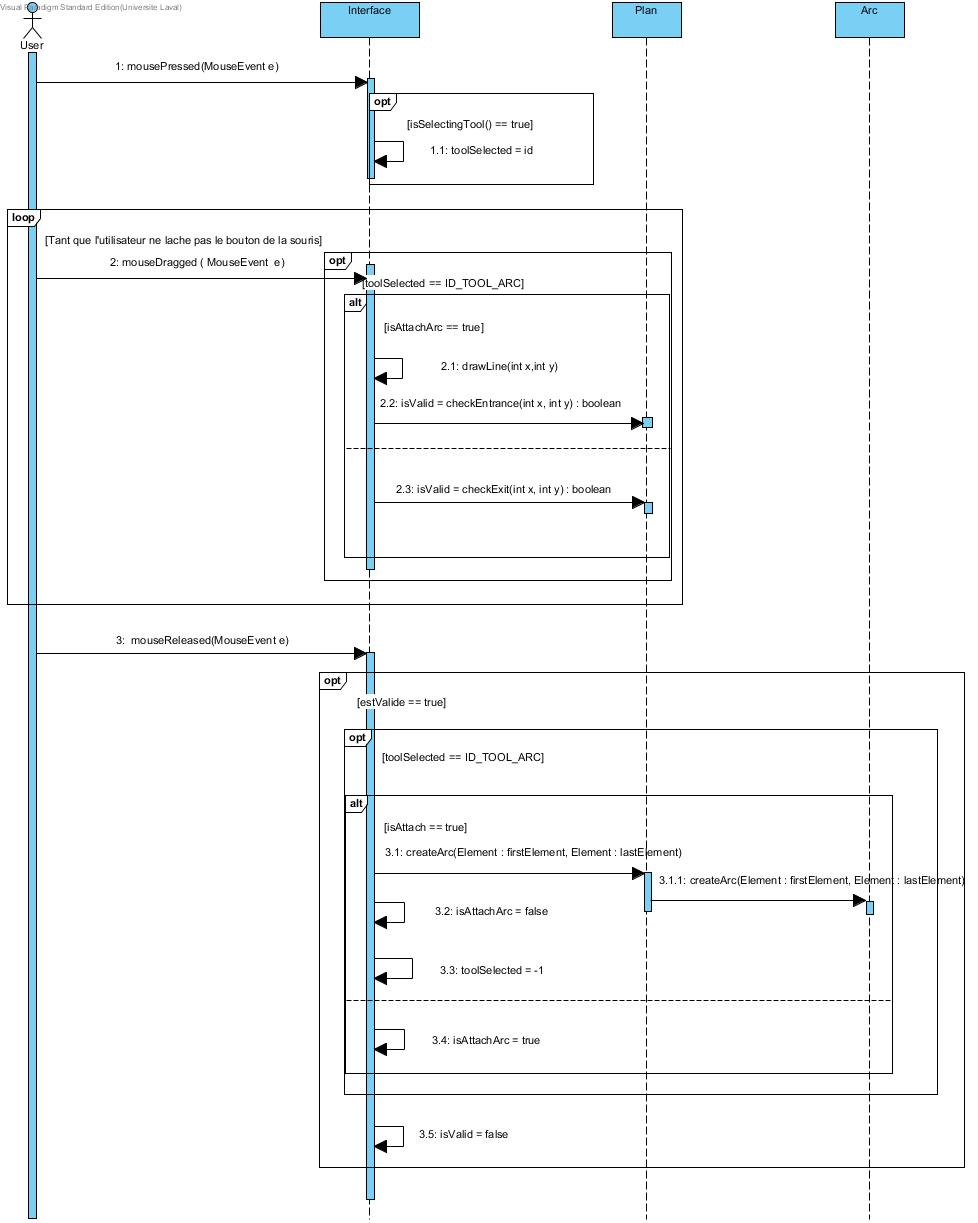 Visual Paradigm Standard Edition(Universite Laval)
User
Interface
Plan
Arc
1: mousePressed(MouseEvent e)
opt
[isSelectingTool() == true]
1.1: toolSelected = id
loop
[Tant que l'utilisateur ne lache pas le bouton de la souris]
opt
2: mouseDragged ( MouseEvent e)
[toolSelected == ID_TOOL_ARC]
alt
[isAttachArc == true]
2.1: drawLine(int x,int y)
2.2: isValid = checkEntrance(int x, int y) : boolean
2.3: isValid = checkExit(int x, int y) : boolean
3: mouseReleased(MouseEvent e)
opt
[estValide == true]
opt
[toolSelected == ID_TOOL_ARC]
alt
[isAttach == true]
3.1: createArc(Element : firstElement, Element : lastElement)
3.1.1: createArc(Element : firstElement, Element : lastElement)
3.2: isAttachArc = false
3.3: toolSelected = -1
3.4: isAttachArc = true
3.5: isValid = false